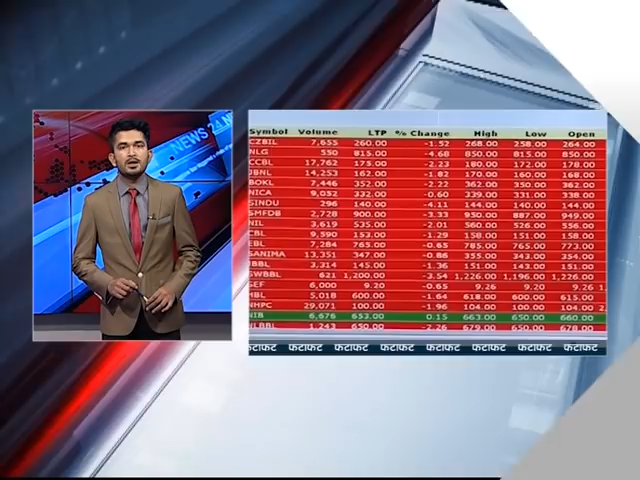 NEWS 24
Symbol Volume LTP % Change High Low Open
CZBIL 7,655 260.00 -1.52 268.00 258.00 264.00
NLG 550 815.00 -4.68 850.00 815.00 850.00
CCBL 17,762 175.00 -2.23 180.00 172.00 178.00
JBNL 14,253 162.00 -1.82 170.00 160.00 168.00
BOKL 7,446 352.00 -2.22 362.00 350.00 362.00
NICA 9,052 332.00 -0.60 339.00 331.00 338.00
SINDU 296 140.00 -4.11 144.00 140.00 144.00
SMFDB 2,728 900.00 -3.33 950.00 887.00 949.00
NIL 3,619 535.00 -2.01 560.00 526.00 556.00
CBL 9,590 153.00 -1.29 158.00 151.00 158.00
EBL 7,284 765.00 -0.65 785.00 765.00 773.00
SANIMA 13,351 347.00 -0.86 355.00 343.00 354.00
IBBL 3,314 145.00 -1.36 151.00 143.00 151.00
SWBBL 621 1,200.00 -3.54 1,226.00 1,196.00 1,226.00
SEF 6,000 9.20 -0.65 9.26 9.20 9.26
MBL 5,018 600.00 -1.64 618.00 600.00 615.00
NHPC 29,071 100.00 -1.96 104.00 100.00 104.00
NIB 6,676 653.00 0.15 663.00 650.00 660.00
NLBBL 1,243 650.00 -2.26 679.00 650.00 678.00
फटाफट फटाफट फटाफट फटाफट फटाफट फटाफट फटाफट फटाफट